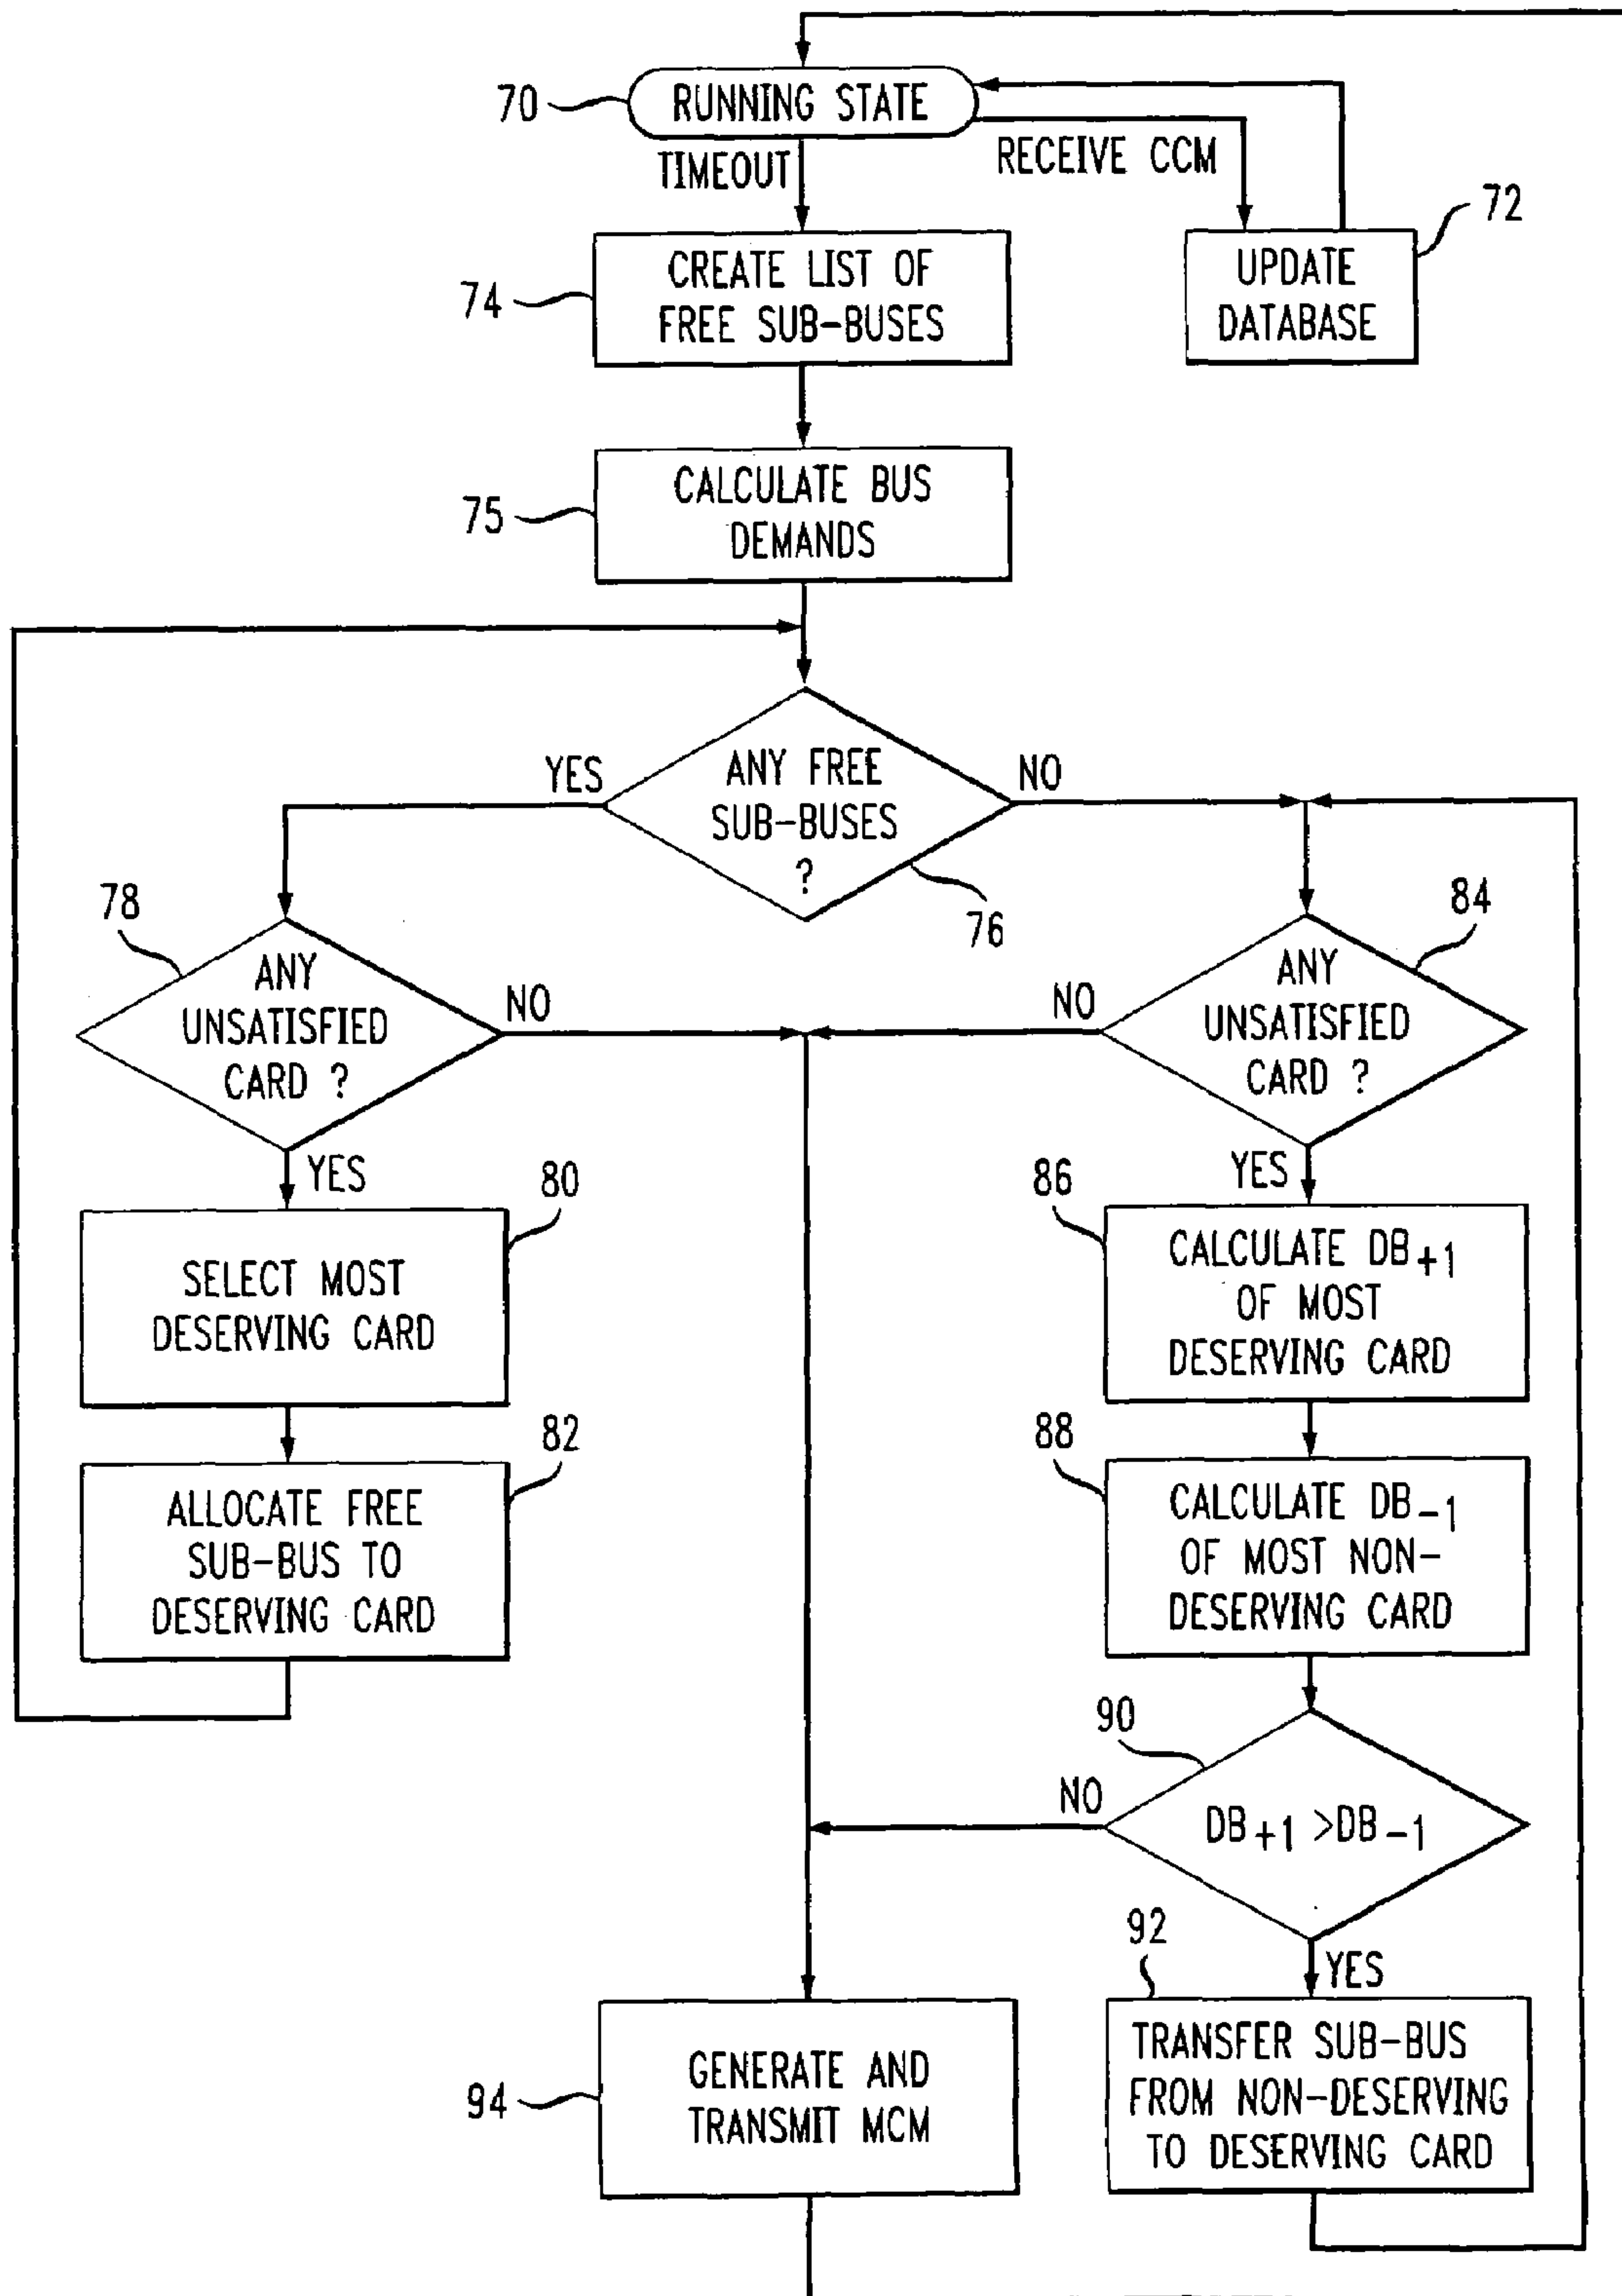 70
RUNNING STATE
TIMEOUT
RECEIVE CCM
72
UPDATE
DATABASE
74
CREATE LIST OF
FREE SUB-BUSES
75
CALCULATE BUS
DEMANDS
YES
ANY FREE
SUB-BUSES
?
NO
76
78
ANY
UNSATISFIED
CARD ?
NO
YES
84
ANY
UNSATISFIED
CARD ?
NO
YES
80
SELECT MOST
DESERVING CARD
82
ALLOCATE FREE
SUB-BUS TO
DESERVING CARD
86
CALCULATE DB+1
OF MOST
DESERVING CARD
88
CALCULATE DB-1
OF MOST NON-
DESERVING CARD
90
DB+1 >DB-1
NO
YES
92
TRANSFER SUB-BUS
FROM NON-DESERVING
TO DESERVING CARD
94
GENERATE AND
TRANSMIT MCM